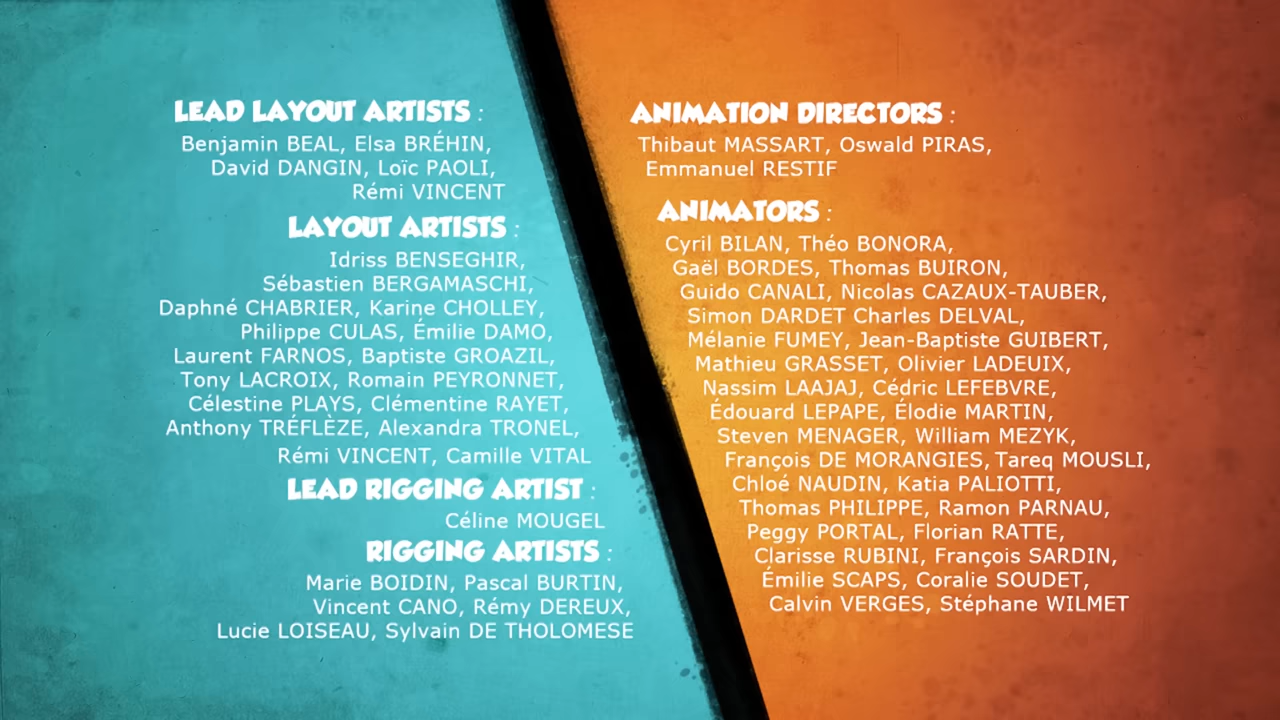 LEAD LAYOUT ARTISTS :
Benjamin BEAL, Elsa BRÉHIN,
David DANGIN, Loïc PAOLI,
Rémi VINCENT
LAYOUT ARTISTS :
Idriss BENSEGHIR,
Sébastien BERGAMASCHI,
Daphné CHABRIER, Karine CHOLLEY,
Philippe CULAS, Émilie DAMO,
Laurent FARNOS, Baptiste GROAZIL,
Tony LACROIX, Romain PEYRONNET,
Célestine PLAYS, Clémentine RAYET,
Anthony TRÉFLÈZE, Alexandra TRONEL,
Rémi VINCENT, Camille VITAL
LEAD RIGGING ARTIST :
Céline MOUGEL
RIGGING ARTISTS :
Marie BOIDIN, Pascal BURTIN,
Vincent CANO, Rémy DEREUX,
Lucie LOISEAU, Sylvain DE THOLOMESE
ANIMATION DIRECTORS :
Thibaut MASSART, Oswald PIRAS,
Emmanuel RESTIF
ANIMATORS :
Cyril BILAN, Théo BONORA,
Gaël BORDES, Thomas BUIRON,
Guido CANALI, Nicolas CAZAUX-TAUBER,
Simon DARDET Charles DELVAL,
Mélanie FUMEY, Jean-Baptiste GUIBERT,
Mathieu GRASSET, Olivier LADEUIX,
Nassim LAAJAJ, Cédric LEFEBVRE,
Édouard LEPAPE, Élodie MARTIN,
Steven MENAGER, William MEZYK,
François DE MORANGIES, Tareq MOUSLI,
Chloé NAUDIN, Katia PALIOTTI,
Thomas PHILIPPE, Ramon PARNAU,
Peggy PORTAL, Florian RATTE,
Clarisse RUBINI, François SARDIN,
Émilie SCAPS, Coralie SOUDET,
Calvin VERGES, Stéphane WILMET